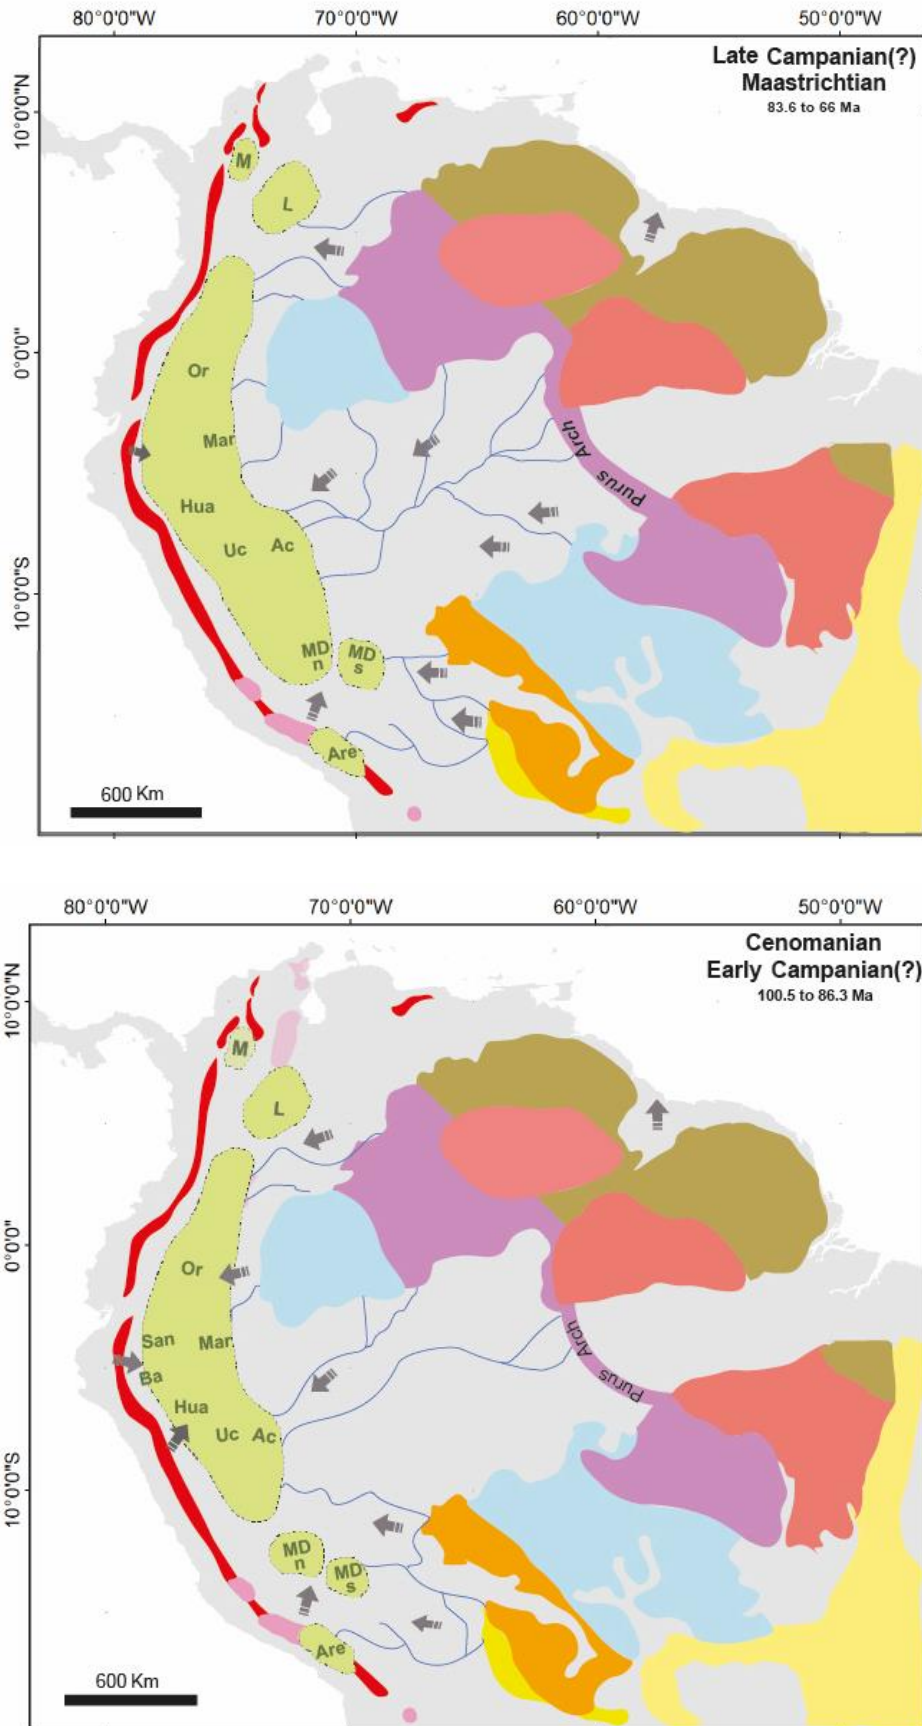 80°0'0"W 70°0'0"W 60°0'0"W 50°0'0"W
Late Campanian(?)
Maastrichtian
83.6 to 66 Ma
10°0'0"N
0°0'0"
10°0'0"S
M
L
Or
Mar
Hua
Uc Ac
MD
n
MD
s
Are
Arch
Purus
600 Km
80°0'0"W 70°0'0"W 60°0'0"W 50°0'0"W
Cenomanian
Early Campanian(?)
100.5 to 86.3 Ma
10°0'0"N
0°0'0"
10°0'0"S
M
L
Or
San Mar
Ba
Hua
Uc Ac
MD
n
MD
s
Are
Arch
Purus
600 Km